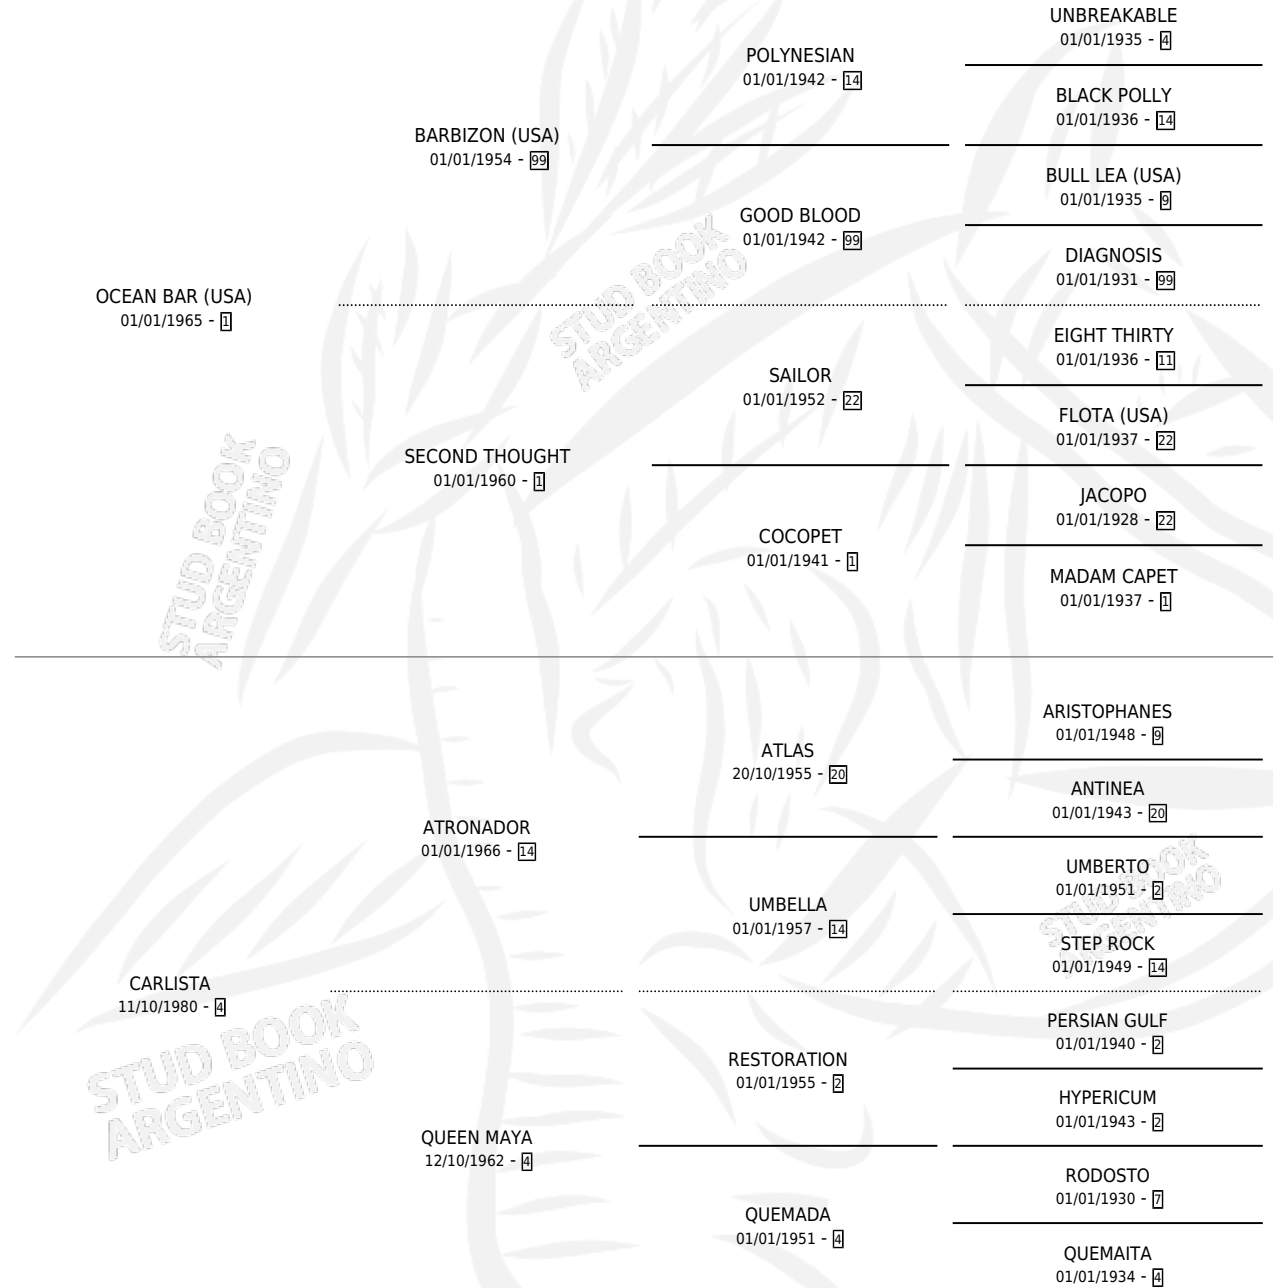 UNBREAKABLE
01/01/1935 - 4
POLYNESIAN
01/01/1942 - 14
BLACK POLLY
01/01/1936 - 14
BARBIZON (USA)
01/01/1954 - 99
BULL LEA (USA)
01/01/1935 - 9
GOOD BLOOD
01/01/1942 - 99
DIAGNOSIS
01/01/1931 - 99
OCEAN BAR (USA)
01/01/1965 - 1
STUD BOOK
ARGENTINO
EIGHT THIRTY
01/01/1936 - 11
SAILOR
01/01/1952 - 22
FLOTA (USA)
01/01/1937 - 22
SECOND THOUGHT
01/01/1960 - 1
JACOPO
01/01/1928 - 22
COCOPET
01/01/1941 - 1
MADAM CAPET
01/01/1937 - 1
STUD BOOK
ARGENTINO
ARISTOPHANES
01/01/1948 - 9
ATLAS
20/10/1955 - 20
ANTINEA
01/01/1943 - 20
ATRONADOR
01/01/1966 - 14
UMBERTO
01/01/1951 - 2
UMBELLA
01/01/1957 - 14
STEP ROCK
01/01/1949 - 14
STUD BOOK
ARGENTINO
CARLISTA
11/10/1980 - 4
PERSIAN GULF
01/01/1940 - 2
RESTORATION
01/01/1955 - 2
HYPERICUM
01/01/1943 - 2
STUD BOOK
ARGENTINO
QUEEN MAYA
12/10/1962 - 4
RODOSTO
01/01/1930 - 7
QUEMADA
01/01/1951 - 4
QUEMAITA
01/01/1934 - 4